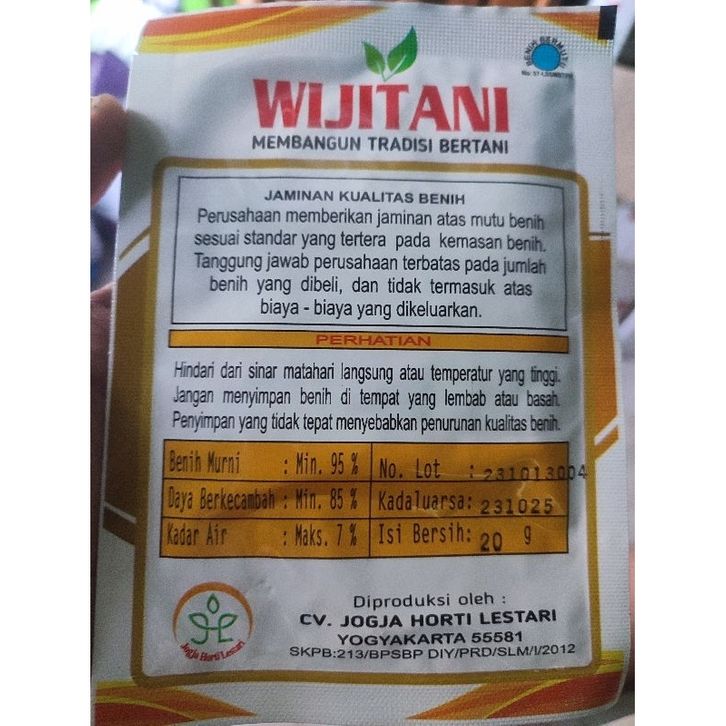 BENIH BERMUTU
WIJITANI
MEMBANGUN TRADISI BERTANI
JAMINAN KUALITAS BENIH
Perusahaan memberikan jaminan atas mutu benih
sesuai standar yang tertera pada kemasan benih.
Tanggung jawab perusahaan terbatas pada jumlah
benih yang dibeli, dan tidak termasuk atas
biaya - biaya yang dikeluarkan.
PERHATIAN
Hindari dari sinar matahari langsung atau temperatur yang tinggi.
Jangan menyimpan benih di tempat yang lembab atau basah.
Penyimpan yang tidak tepat menyebabkan penurunan kualitas benih.
Benih Murni : Min. 95 % No. Lot : 231013004
Daya Berkecambah : Min. 85 % Kadaluarsa: 231025
Kadar Air : Maks. 7 % Isi Bersih: 20 g
Jogja Horti Lestari
Diproduksi oleh :
CV. JOGJA HORTI LESTARI
YOGYAKARTA 55581
SKPB:213/BPSBP DIY/PRD/SLM/I/2012